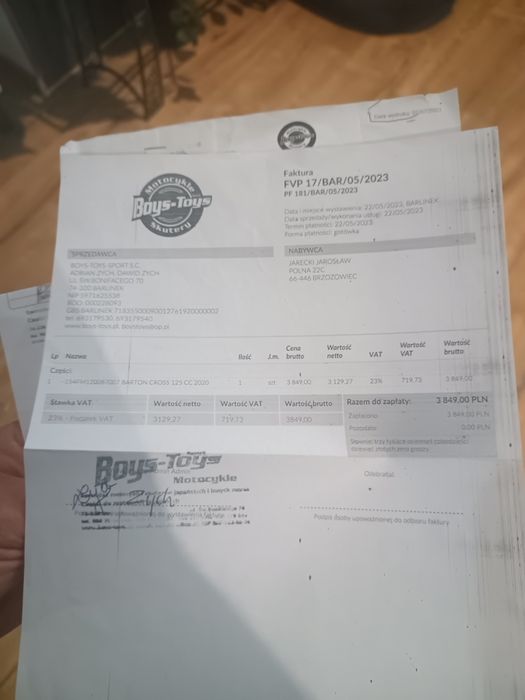 Motocykle
Boys-Toys
Skutery
Faktura
FVP 17/BAR/05/2023
PF 181/BAR/05/2023
Data i miejsce wystawienia: 22/05/2023, BARLINEK
Data sprzedaży/wykonania usługi: 22/05/2023
Termin płatności: 22/05/2023
Forma płatności: gotówka
SPRZEDAWCA
NABYWCA
BOYS-TOYS-SPORT S.C.
ADRIAN ZYCH, DAWID ZYCH
74-320 BARLINEK
JARECKI JAROSŁAW
POLNA 22C
66-446 BRZOZOWIEC
Lp Nazwa Ilość J.m. Cena brutto Wartość netto VAT Wartość VAT Wartość brutto
Części
1 BARTON CROSS 125 CC 2020 1 szt 3 849,00 3 129,27 23% 719,73 3 849,00
Stawka VAT Wartość netto Wartość VAT Wartość brutto
23% - Podatek VAT 3129,27 719,73 3849,00
Razem do zapłaty: 3 849,00 PLN
Zapłacono: 3 849,00 PLN
Pozostało: 0,00 PLN
Boys-Toys
Motocykle
Odebrał:
Podpis osoby upoważnionej do odbioru faktury